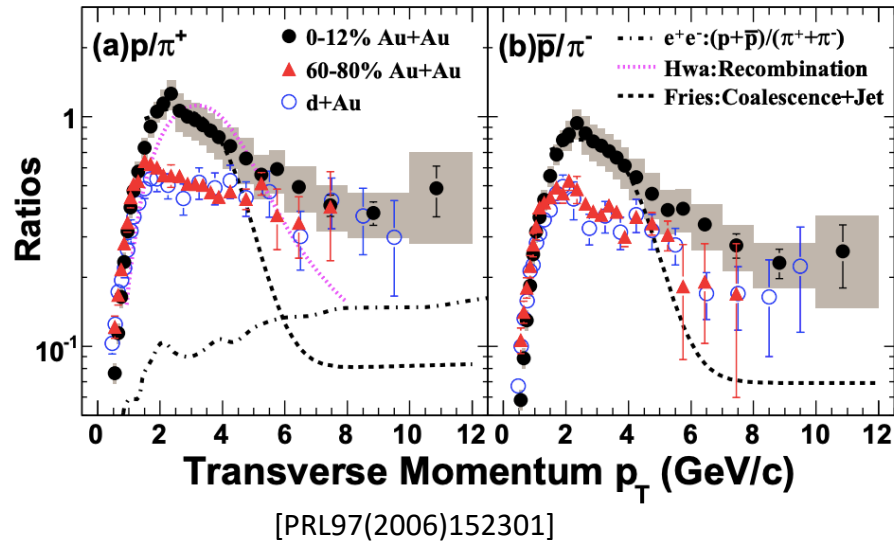 (a)p/π⁺
0-12% Au+Au
60-80% Au+Au
d+Au
(b)p̅/π⁻
e⁺e⁻:(p+p̅)/(π⁺+π⁻)
Hwa:Recombination
Fries:Coalescence+Jet
Ratios
1
10⁻¹
0 2 4 6 8 10 12 0 2 4 6 8 10 12
Transverse Momentum p_T (GeV/c)
[PRL97(2006)152301]